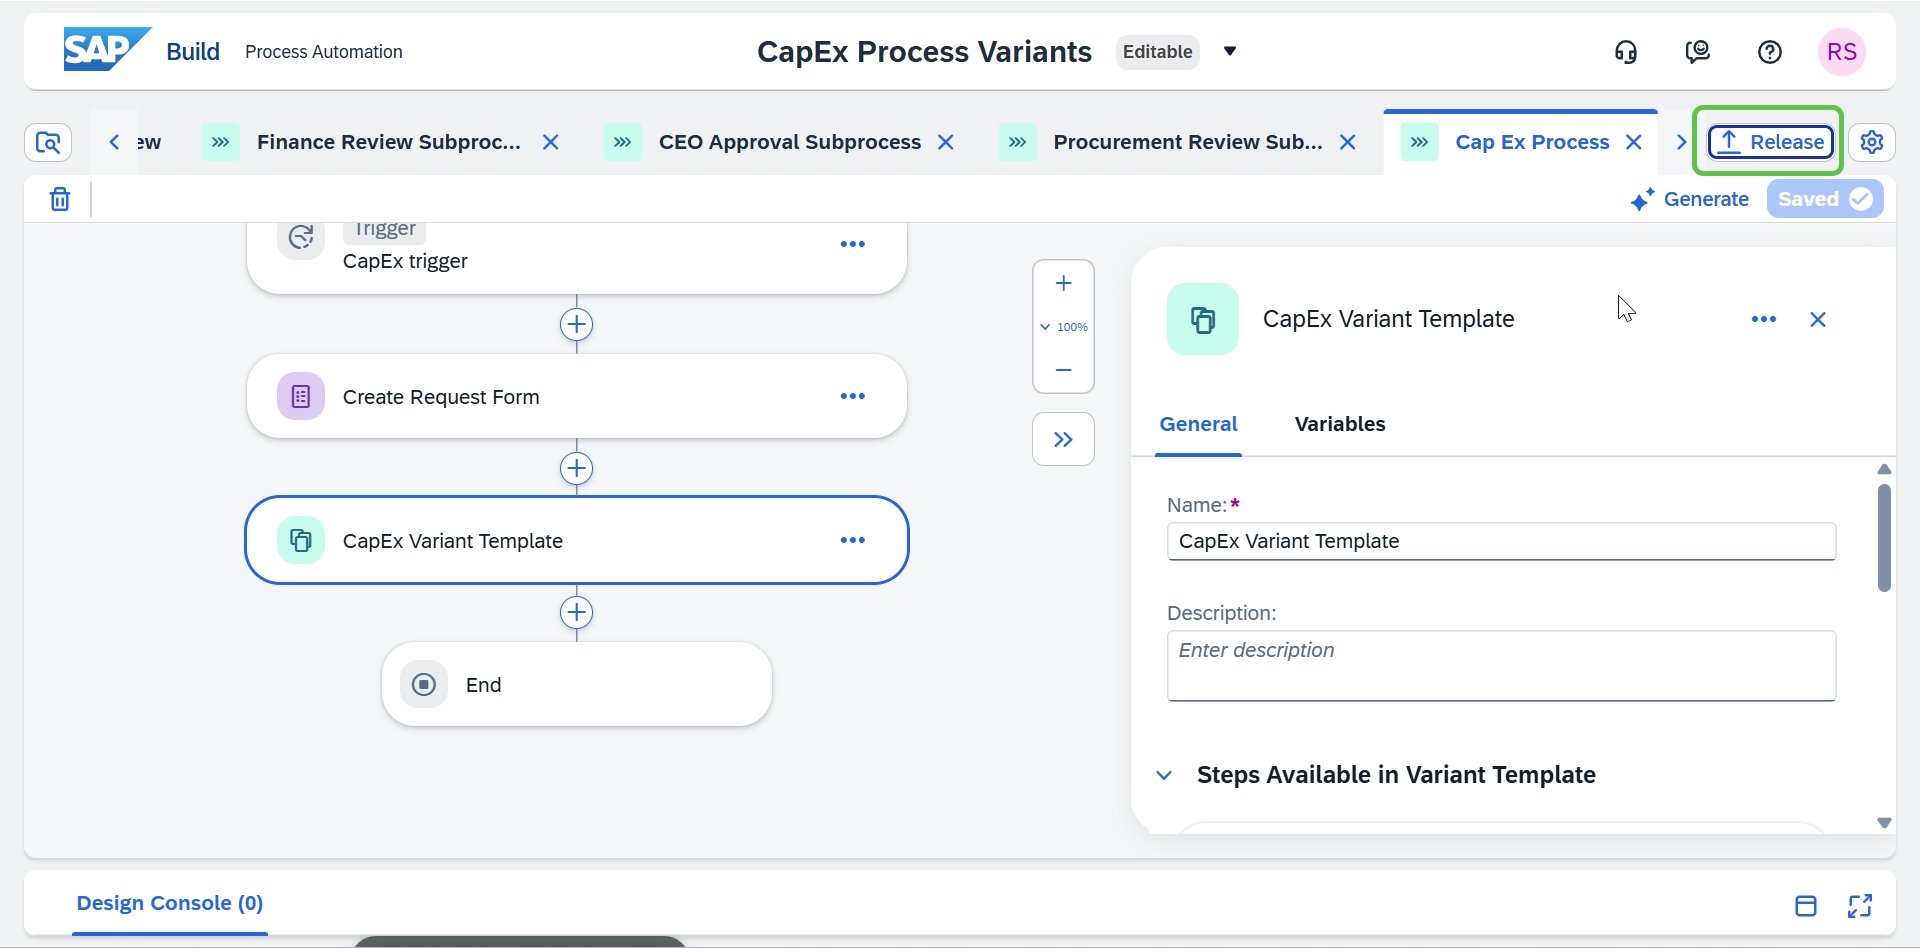 SAP Build Process Automation CapEx Process Variants Editable RS
ew Finance Review Subproc... CEO Approval Subprocess Procurement Review Sub... Cap Ex Process Release
Generate Saved
Trigger
CapEx trigger
100%
CapEx Variant Template
Create Request Form
General Variables
Name:*
CapEx Variant Template
CapEx Variant Template
Description:
Enter description
End
Steps Available in Variant Template
Design Console (0)